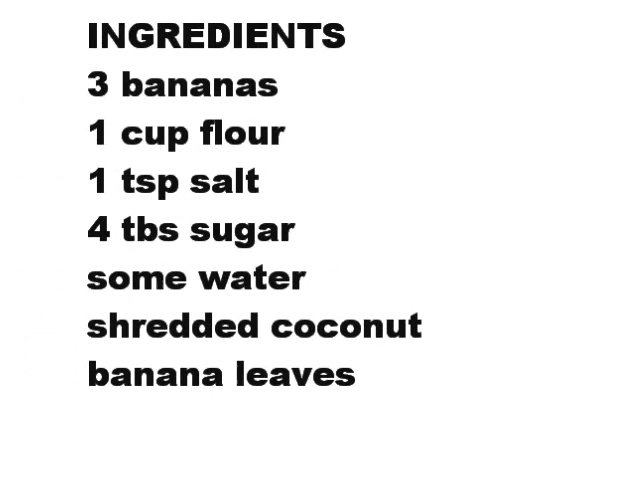 INGREDIENTS
3 bananas
1 cup flour
1 tsp salt
4 tbs sugar
some water
shredded coconut
banana leaves